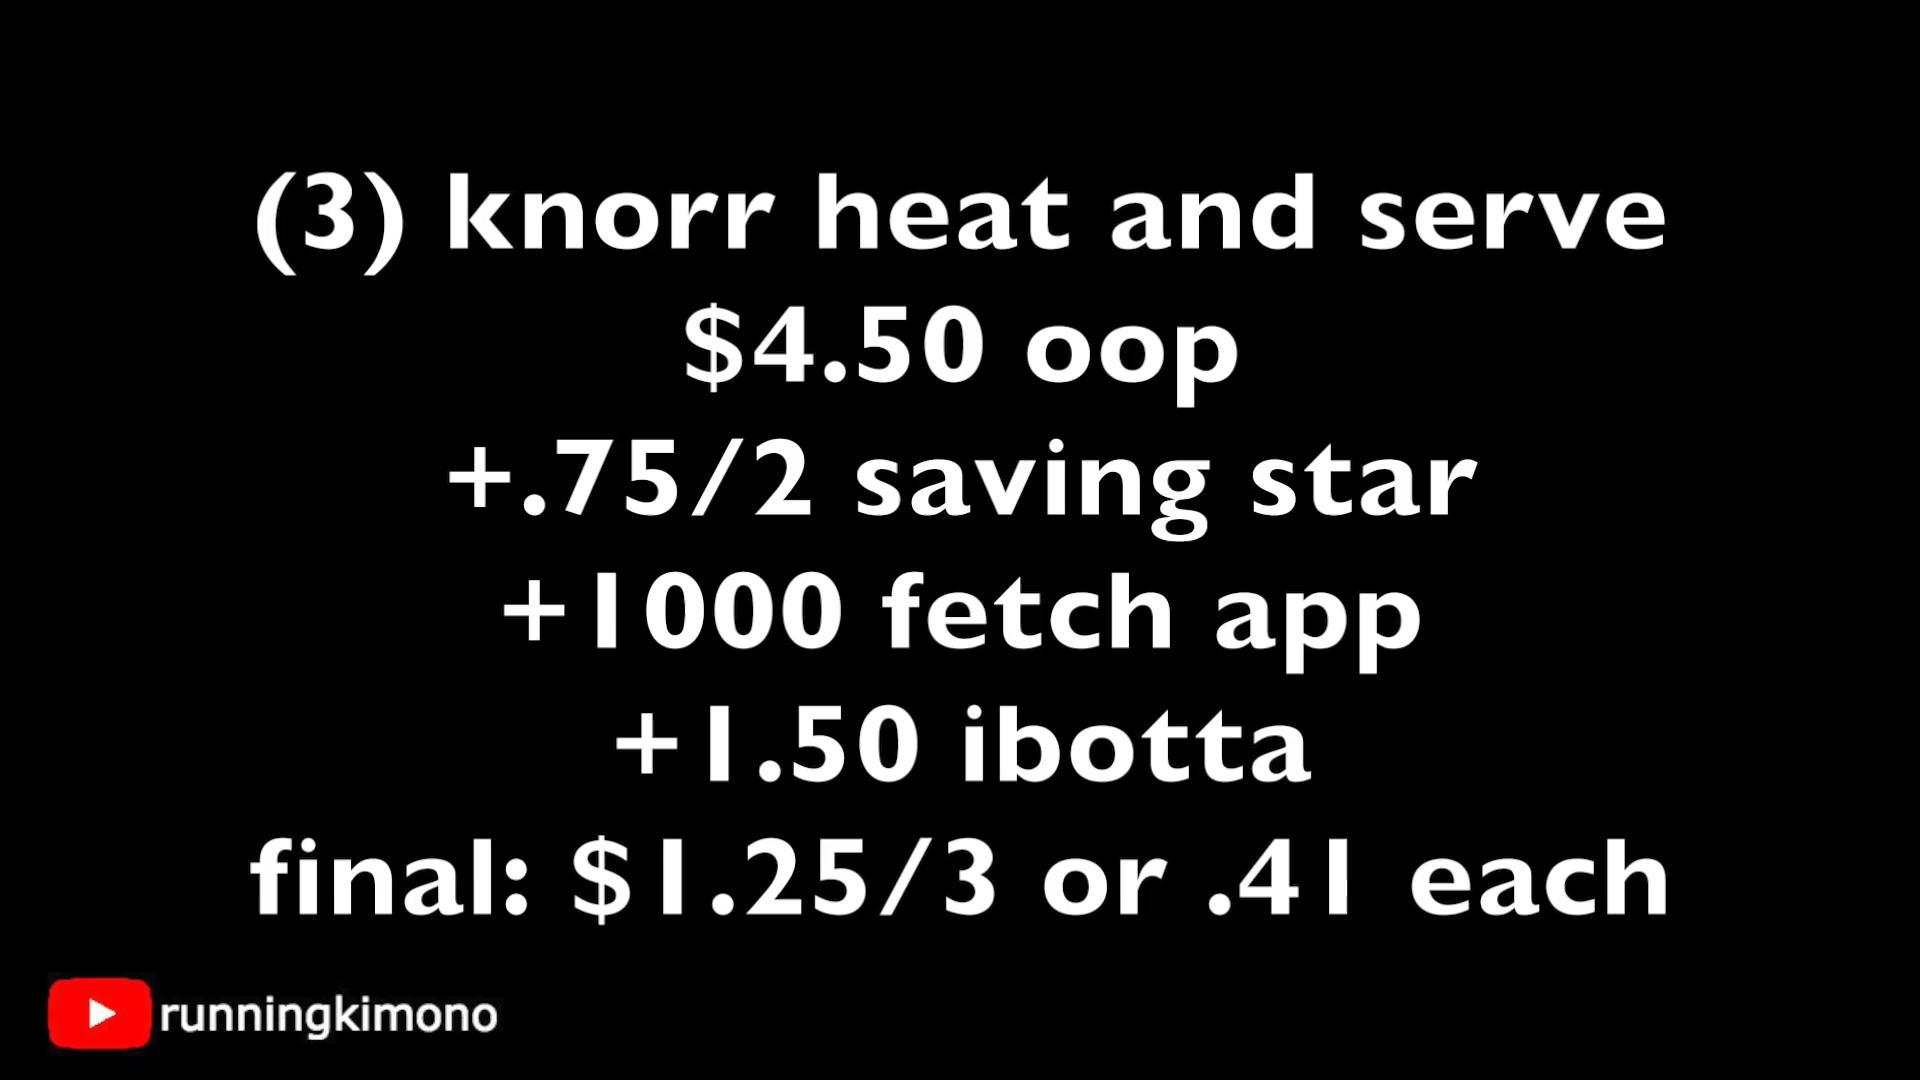 (3) knorr heat and serve
$4.50 oop
+.75/2 saving star
+1000 fetch app
+1.50 ibotta
final: $1.25/3 or .41 each
runningkimono